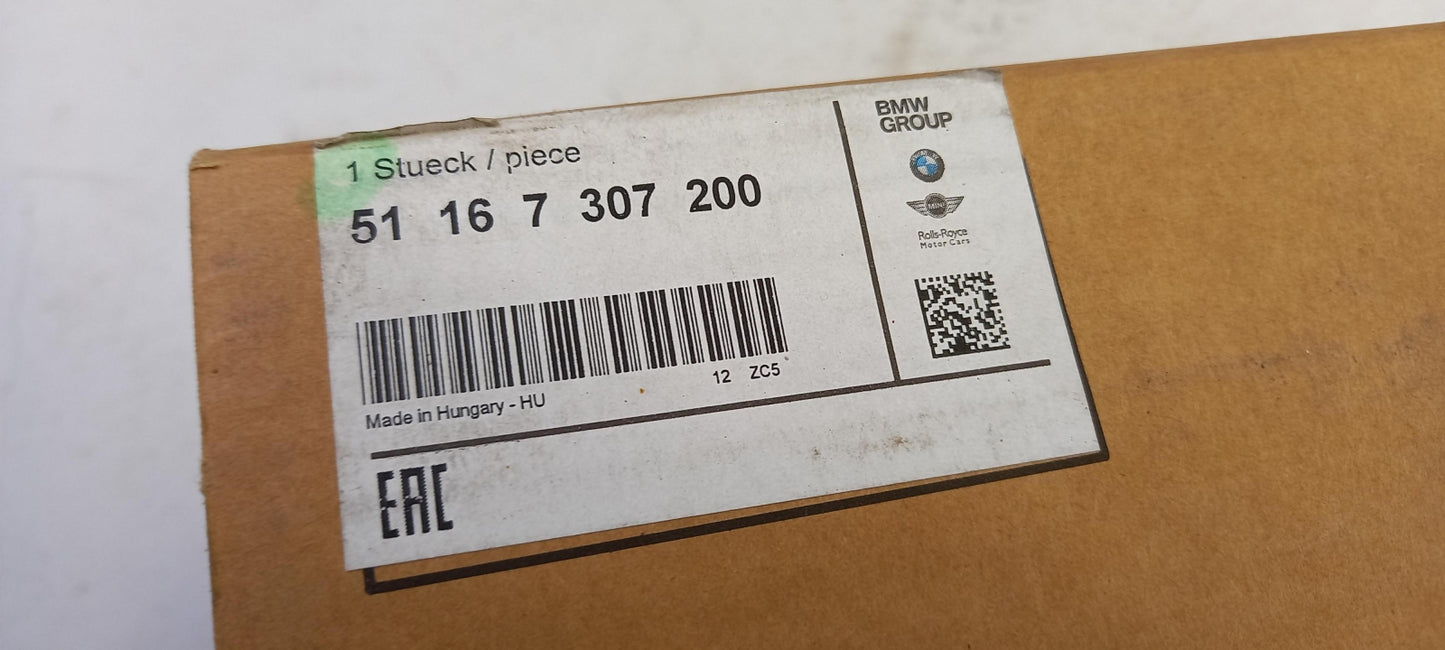 1 Stueck / piece
51 16 7 307 200
12 ZC5
Made in Hungary - HU
EAC
BMW
GROUP
MINI
Rolls-Royce
Motor Cars